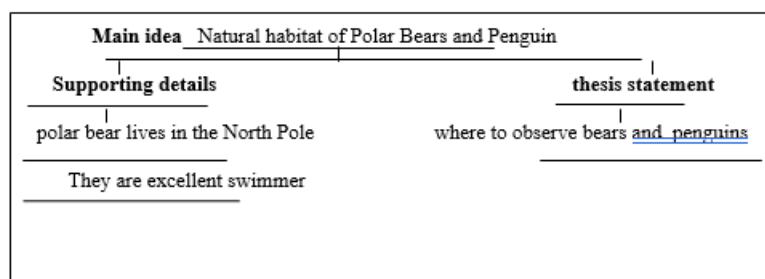 Main idea Natural habitat of Polar Bears and Penguin
Supporting details thesis statement
polar bear lives in the North Pole where to observe bears and penguins
They are excellent swimmer